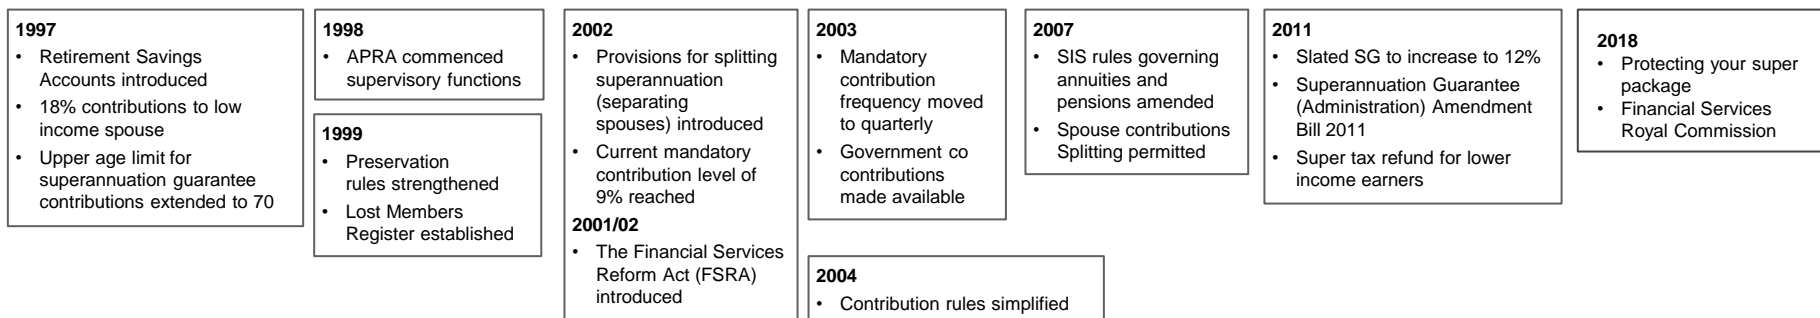 1997
• Retirement Savings
Accounts introduced
• 18% contributions to low
income spouse
• Upper age limit for
superannuation guarantee
contributions extended to 70
1998
• APRA commenced
supervisory functions
1999
• Preservation
rules strengthened
• Lost Members
Register established
2002
• Provisions for splitting
superannuation
(separating
spouses) introduced
• Current mandatory
contribution level of
9% reached
2001/02
• The Financial Services
Reform Act (FSRA)
introduced
2003
• Mandatory
contribution
frequency moved
to quarterly
• Government co
contributions
made available
2004
• Contribution rules simplified
2007
• SIS rules governing
annuities and
pensions amended
• Spouse contributions
Splitting permitted
2011
• Slated SG to increase to 12%
• Superannuation Guarantee
(Administration) Amendment
Bill 2011
• Super tax refund for lower
income earners
2018
• Protecting your super
package
• Financial Services
Royal Commission